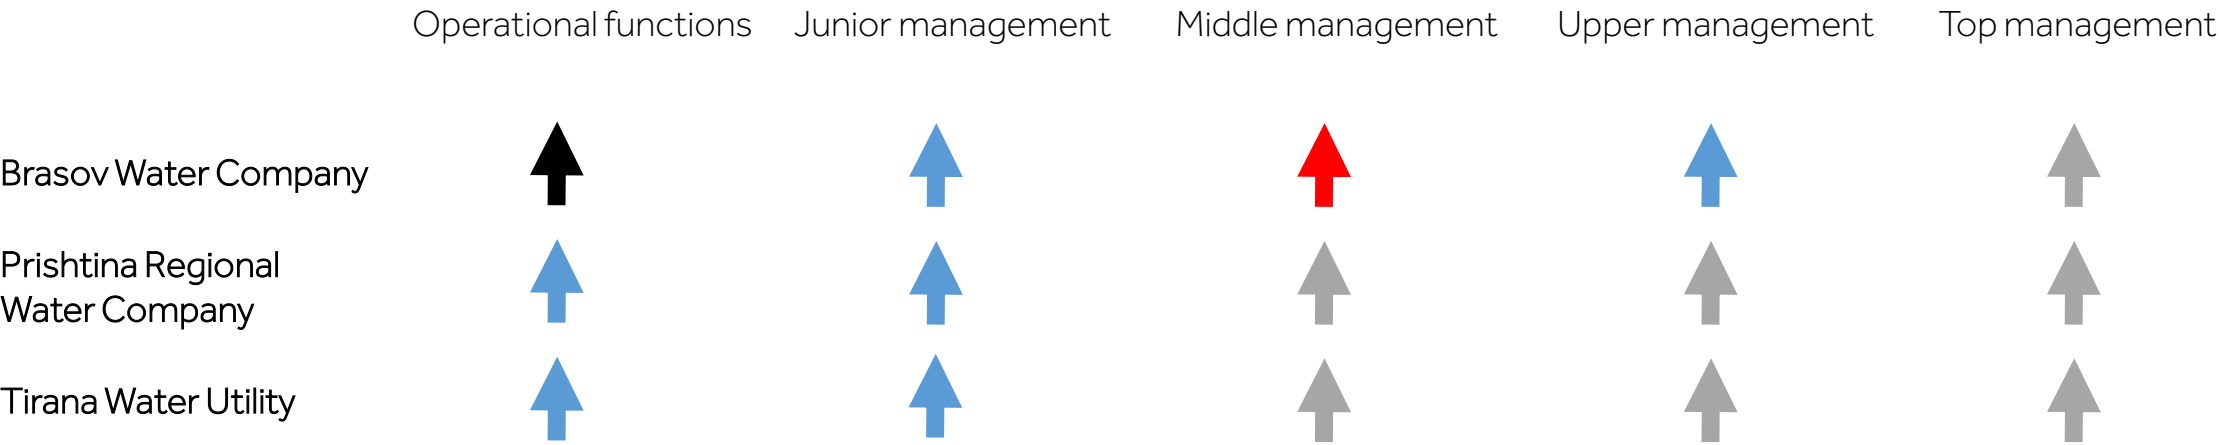 Operational functions Junior management Middle management Upper management Top management
Brasov Water Company
Prishtina Regional
Water Company
Tirana Water Utility